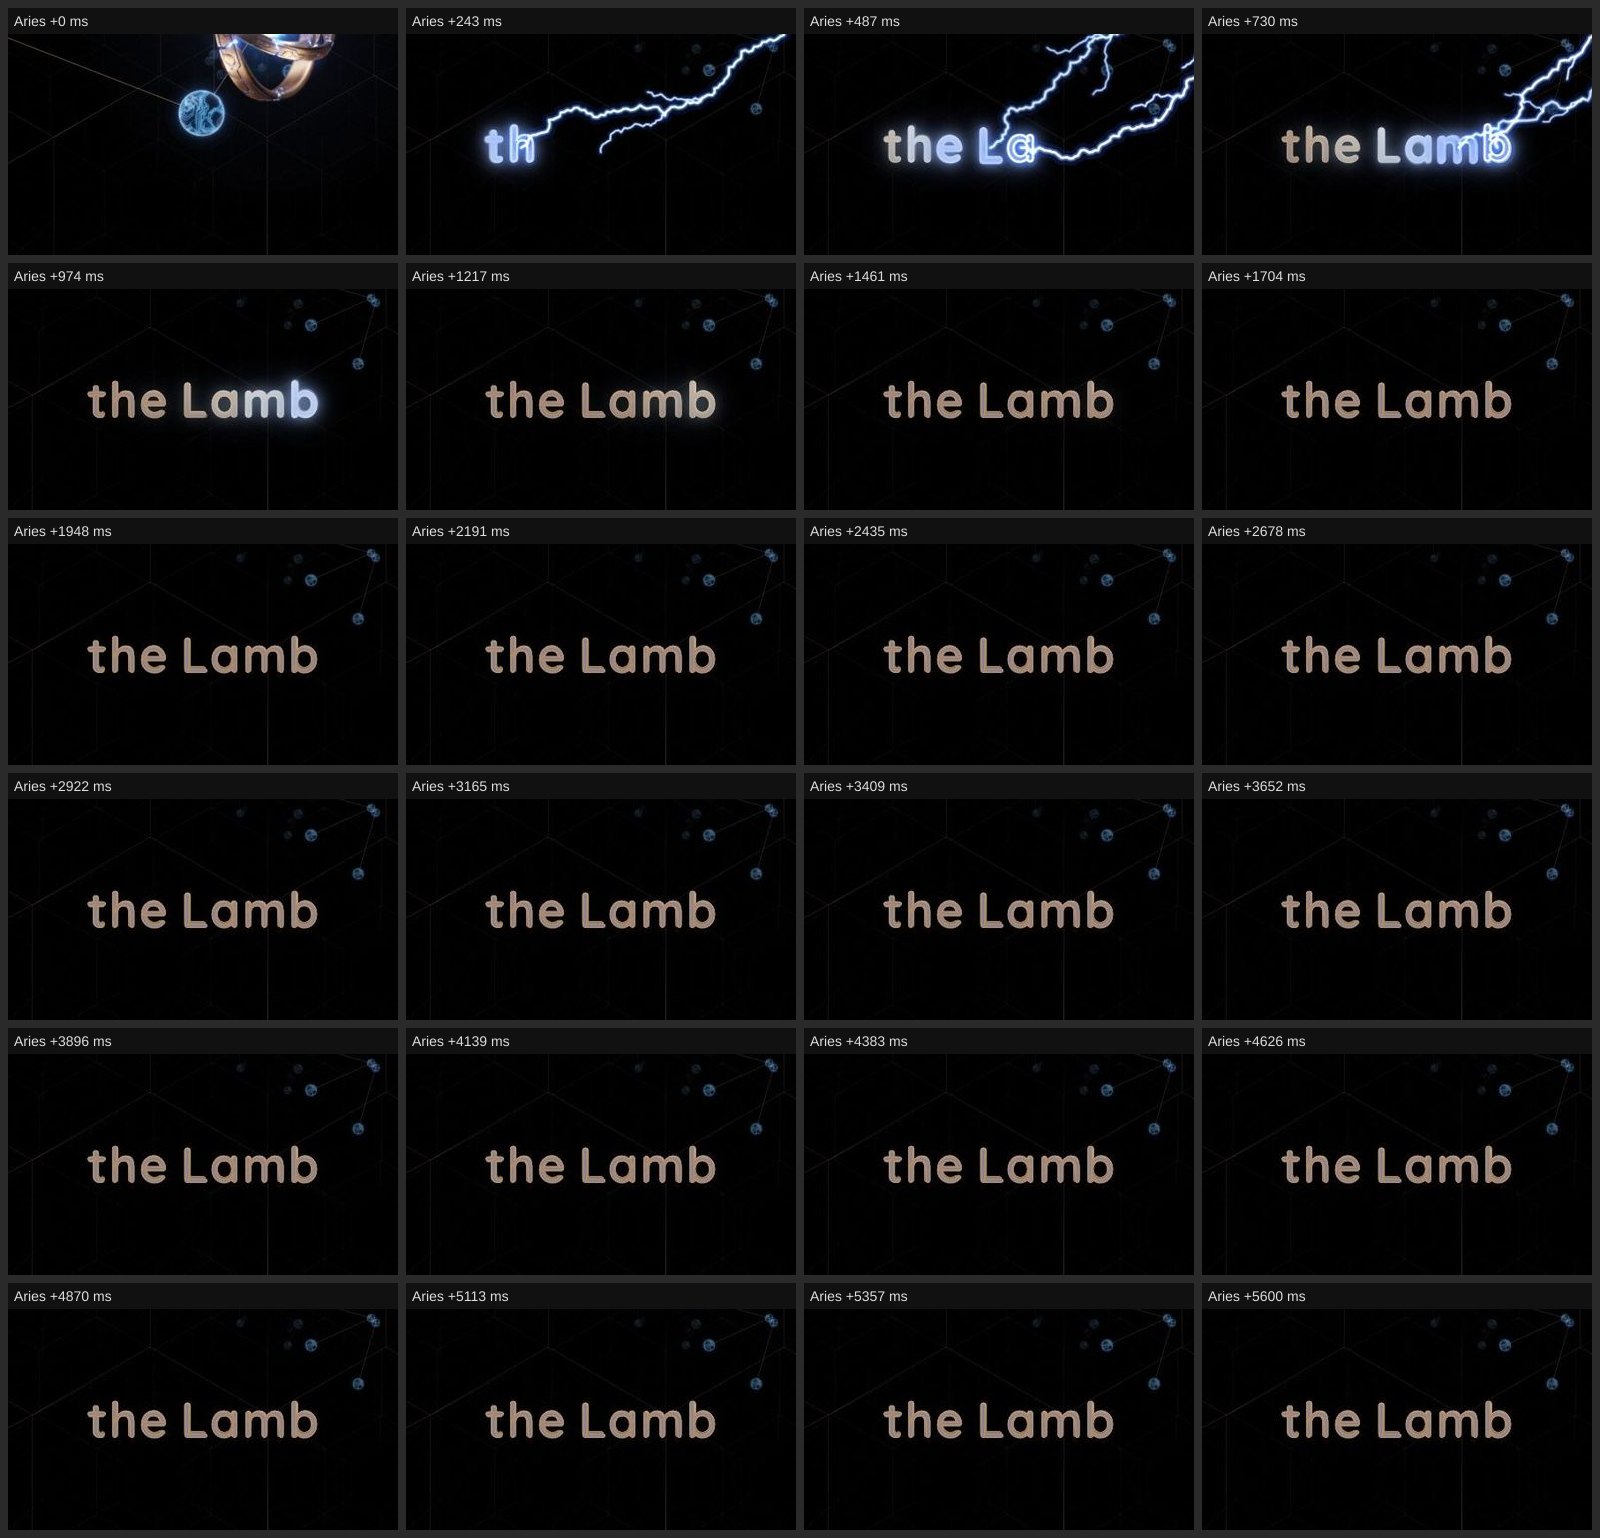 Aries +0 ms
Aries +243 ms
th
Aries +487 ms
the La
Aries +730 ms
the Lamb
Aries +974 ms
the Lamb
Aries +1217 ms
the Lamb
Aries +1461 ms
the Lamb
Aries +1704 ms
the Lamb
Aries +1948 ms
the Lamb
Aries +2191 ms
the Lamb
Aries +2435 ms
the Lamb
Aries +2678 ms
the Lamb
Aries +2922 ms
the Lamb
Aries +3165 ms
the Lamb
Aries +3409 ms
the Lamb
Aries +3652 ms
the Lamb
Aries +3896 ms
the Lamb
Aries +4139 ms
the Lamb
Aries +4383 ms
the Lamb
Aries +4626 ms
the Lamb
Aries +4870 ms
the Lamb
Aries +5113 ms
the Lamb
Aries +5357 ms
the Lamb
Aries +5600 ms
the Lamb